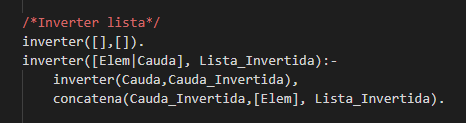 /*Inverter lista*/
inverter([],[]).
inverter([Elem|Cauda], Lista_Invertida):-
    inverter(Cauda,Cauda_Invertida),
    concatena(Cauda_Invertida,[Elem], Lista_Invertida).